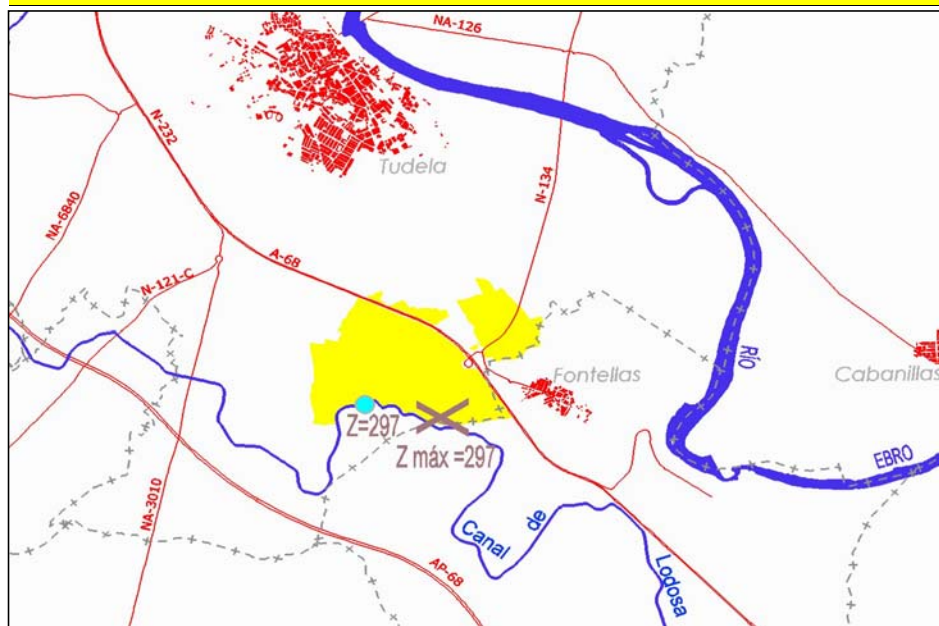 NA-126
N-232
Tudela
N-134
NA-6840
A-68
N-121-C
RÍO
Fontellas
Cabanillas
Z=297
Z máx =297
EBRO
NA-3010
Canal
de
Lodosa
AP-68